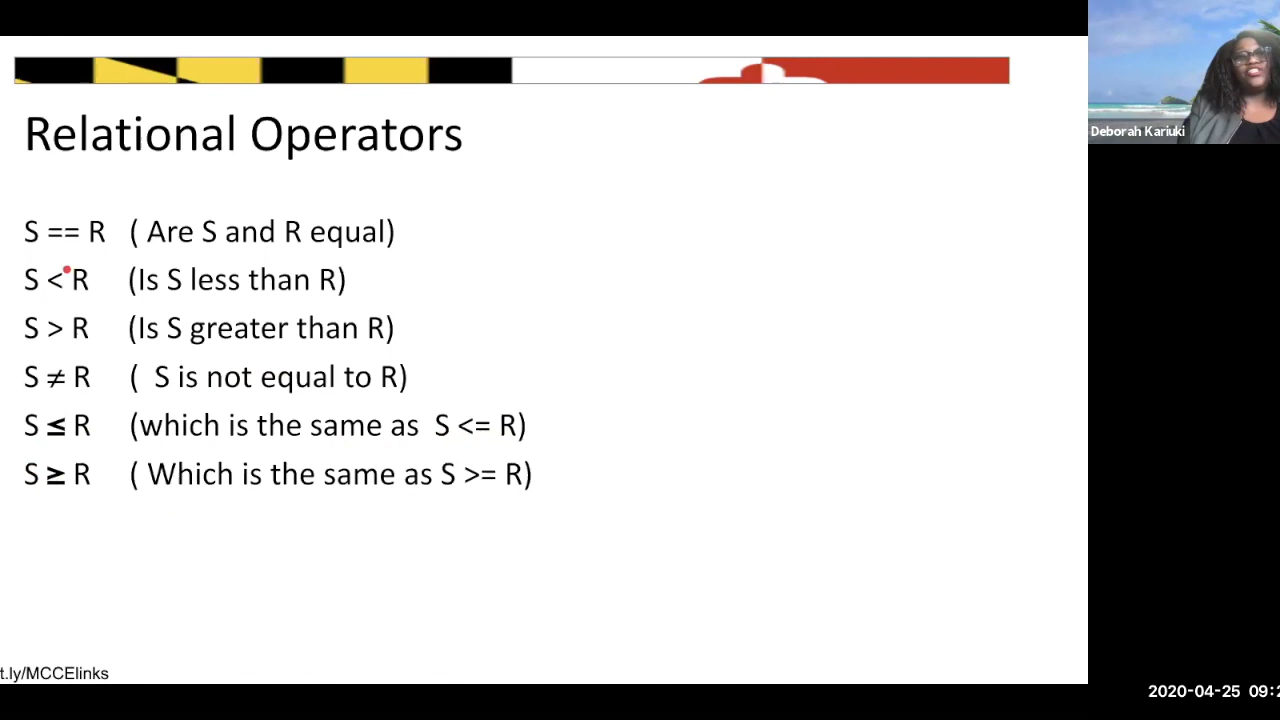 Relational Operators
S == R ( Are S and R equal)
S < R (Is S less than R)
S > R (Is S greater than R)
S ≠ R ( S is not equal to R)
S ≤ R (which is the same as S <= R)
S ≥ R ( Which is the same as S >= R)
t.ly/MCCElinks
Deborah Kariuki
2020-04-25 09:2